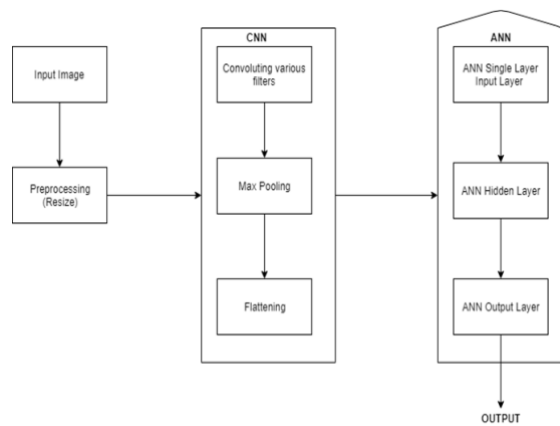 Input Image
Preprocessing
(Resize)
CNN
Convoluting various
filters
Max Pooling
Flattening
ANN
ANN Single Layer
Input Layer
ANN Hidden Layer
ANN Output Layer
OUTPUT